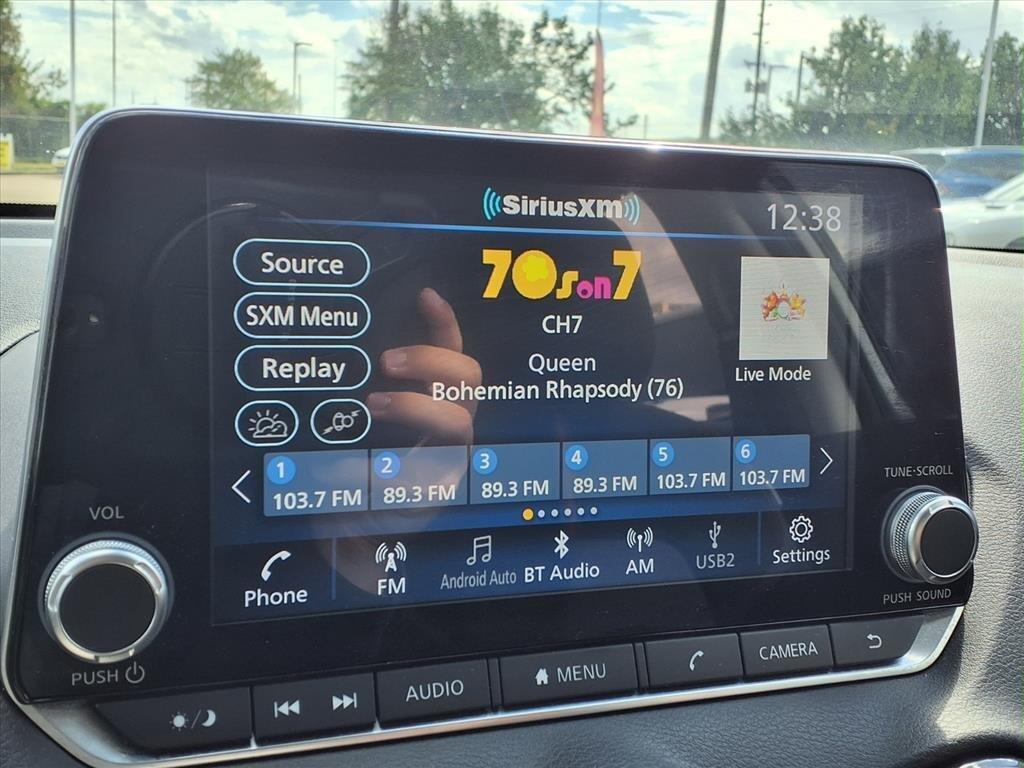 SiriusXm
12:38
Source
70s on 7
SXM Menu
CH7
Replay
Queen
Live Mode
Bohemian Rhapsody (76)
1 2 3 4 5 6
103.7 FM 89.3 FM 89.3 FM 89.3 FM 103.7 FM 103.7 FM
Phone FM Android Auto BT Audio AM USB2 Settings
VOL
PUSH
TUNE·SCROLL
PUSH SOUND
AUDIO MENU CAMERA